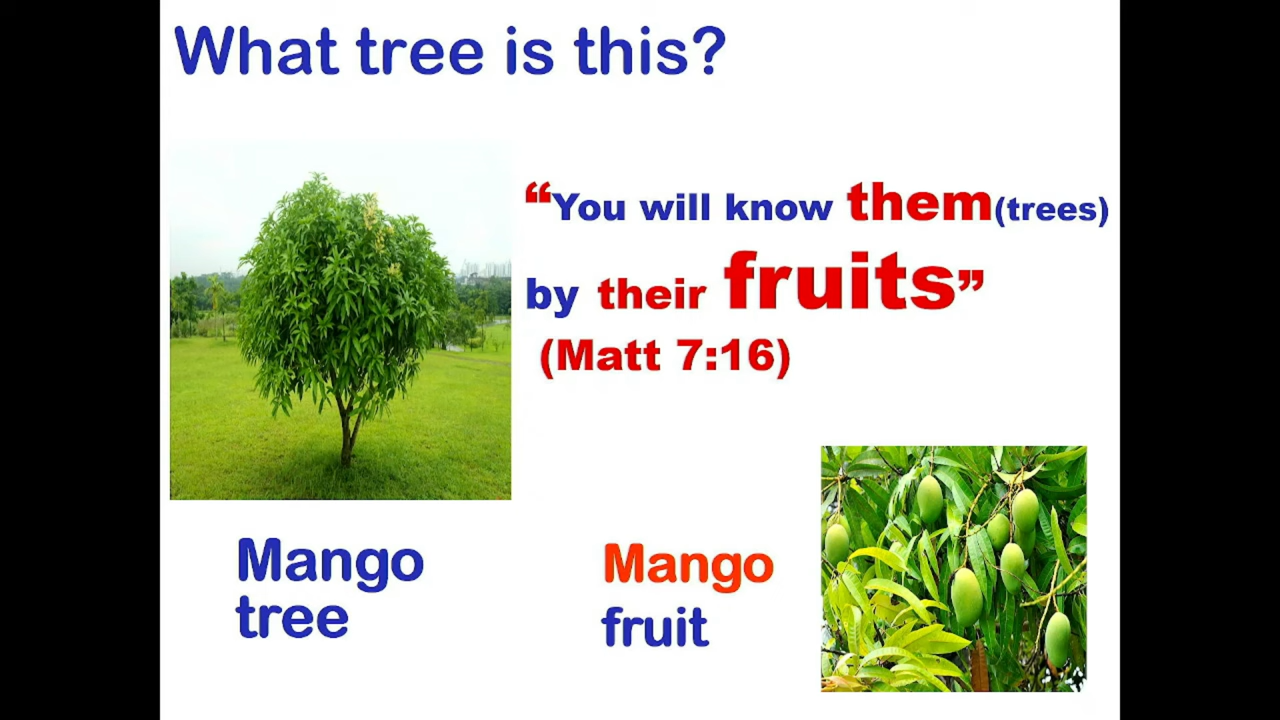 What tree is this?
“You will know them(trees)
by their fruits”
(Matt 7:16)
Mango
tree
Mango
fruit